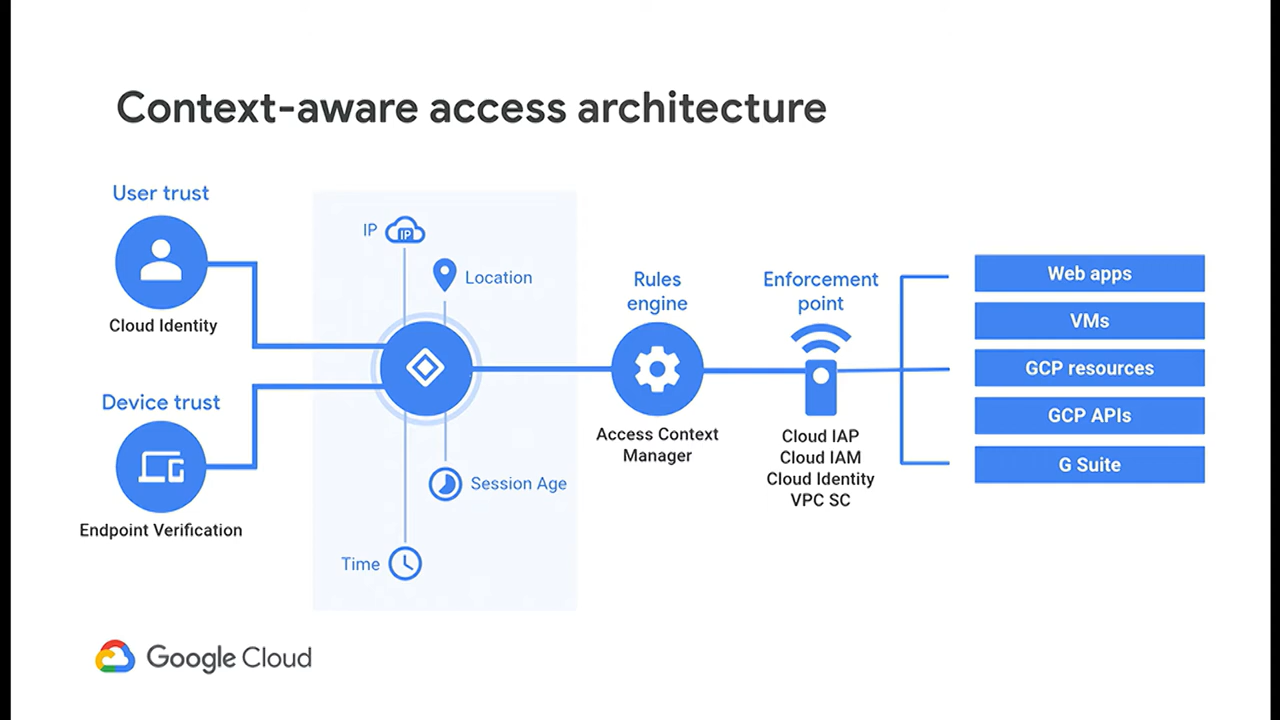 Context-aware access architecture
User trust
Cloud Identity
Device trust
Endpoint Verification
IP
IP
Location
Session Age
Time
Rules
engine
Access Context
Manager
Enforcement
point
Cloud IAP
Cloud IAM
Cloud Identity
VPC SC
Web apps
VMs
GCP resources
GCP APIs
G Suite
Google Cloud